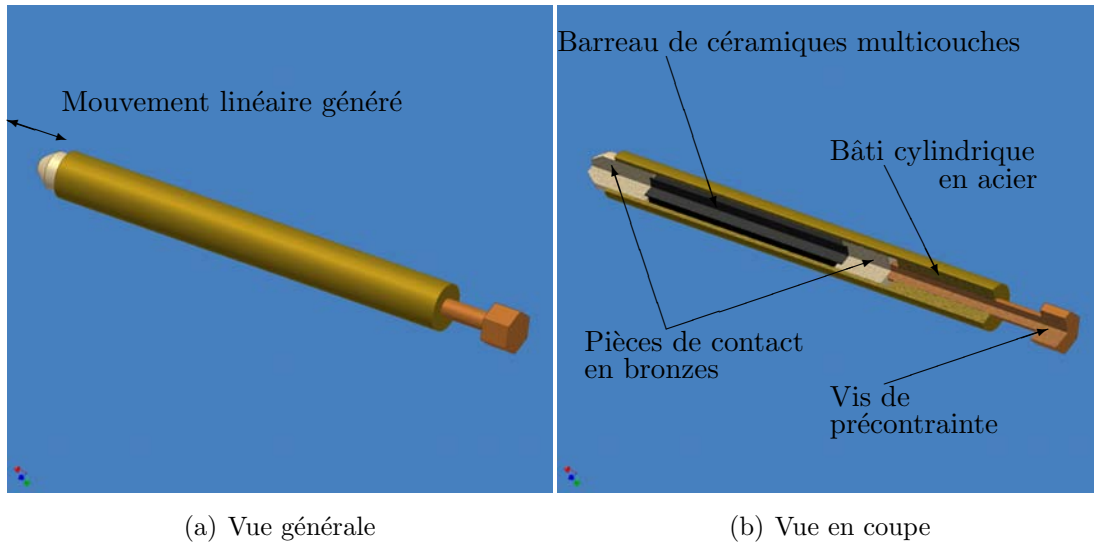 Mouvement linéaire généré
Barreau de céramiques multicouches
Bâti cylindrique
en acier
Pièces de contact
en bronzes
Vis de
précontrainte
(a) Vue générale
(b) Vue en coupe